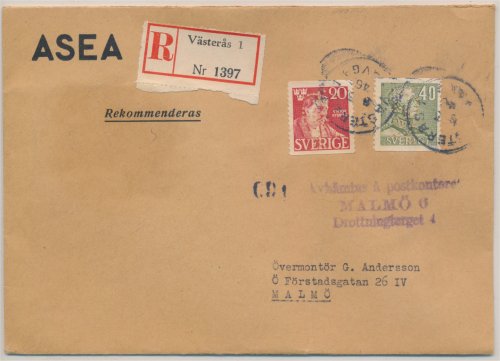 ASEA
R
Västerås 1
Nr 1397
Rekommenderas
20
SVERIGE
40
SVERIGE
Avhämtas å postkontoret
MALMÖ 6
Drottningtorget 4
Övermontör G. Andersson
Ö Förstadsgatan 26 IV
MALMÖ